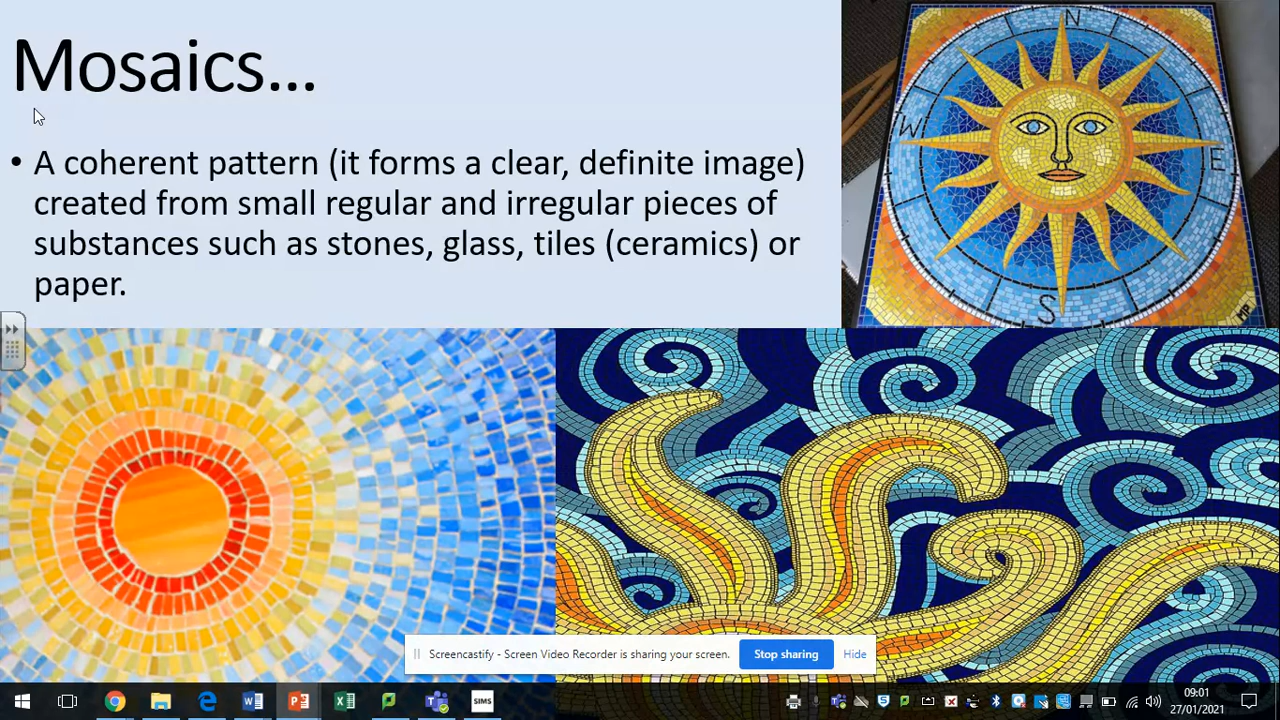 Mosaics...
• A coherent pattern (it forms a clear, definite image)
created from small regular and irregular pieces of
substances such as stones, glass, tiles (ceramics) or
paper.
N
W
E
S
Screencastify - Screen Video Recorder is sharing your screen.
Stop sharing
Hide
SIMS
09:01
27/01/2021